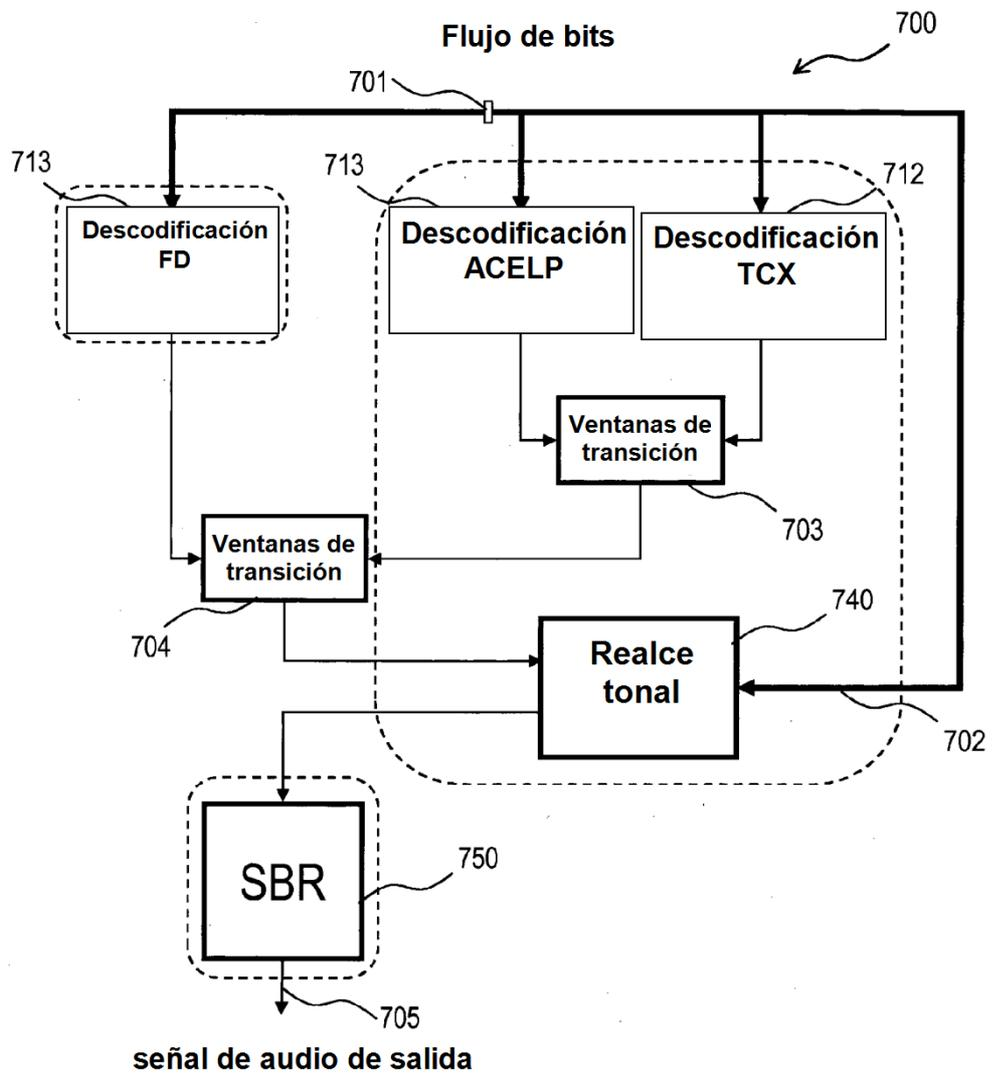 Flujo de bits
700
701
713
713
712
Descodificación
FD
Descodificación
ACELP
Descodificación
TCX
Ventanas de
transición
703
Ventanas de
transición
704
740
Realce
tonal
702
SBR
750
705
señal de audio de salida